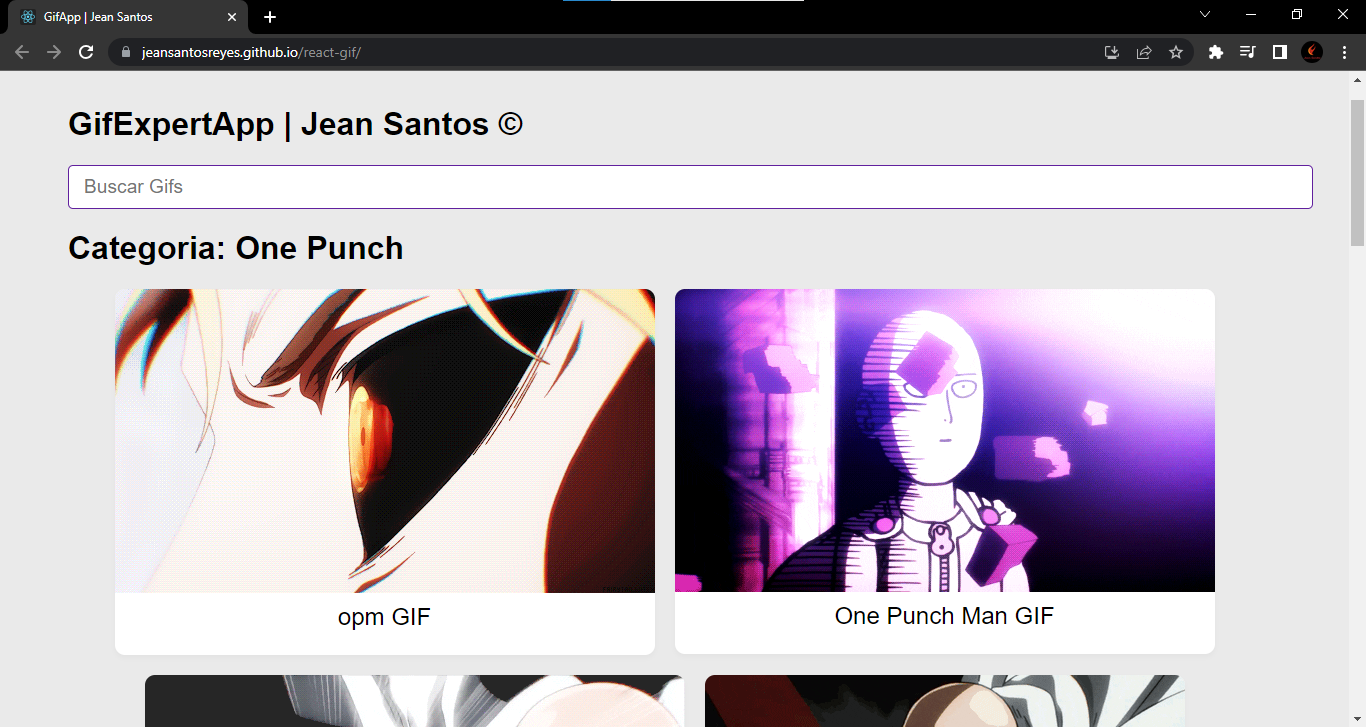 GifApp | Jean Santos
jeansantosreyes.github.io/react-gif/
GifExpertApp | Jean Santos ©
Buscar Gifs
Categoria: One Punch
opm GIF
One Punch Man GIF